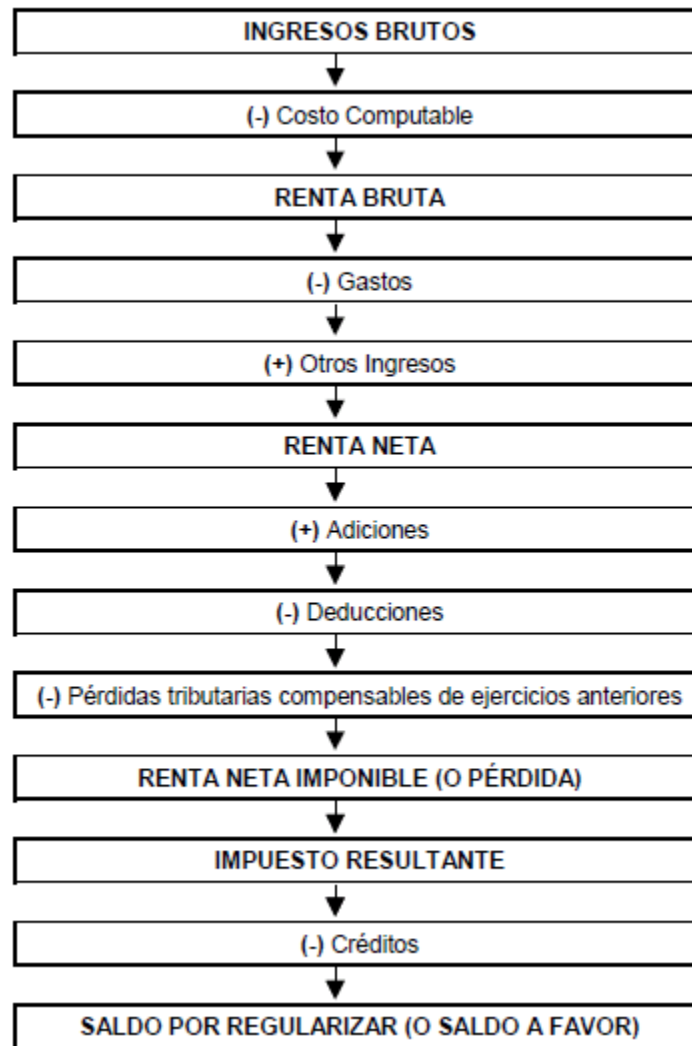 INGRESOS BRUTOS
(-) Costo Computable
RENTA BRUTA
(-) Gastos
(+) Otros Ingresos
RENTA NETA
(+) Adiciones
(-) Deducciones
(-) Pérdidas tributarias compensables de ejercicios anteriores
RENTA NETA IMPONIBLE (O PÉRDIDA)
IMPUESTO RESULTANTE
(-) Créditos
SALDO POR REGULARIZAR (O SALDO A FAVOR)